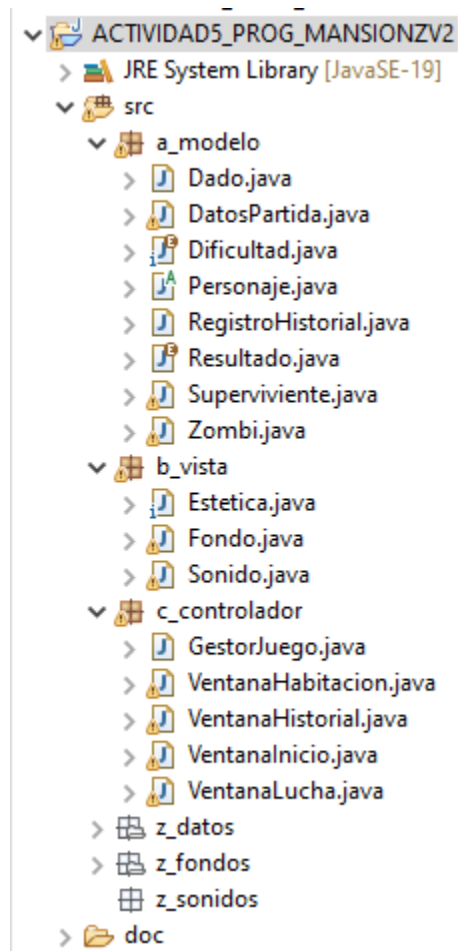 ACTIVIDAD5_PROG_MANSIONZV2
JRE System Library [JavaSE-19]
src
a_modelo
Dado.java
DatosPartida.java
Dificultad.java
Personaje.java
RegistroHistorial.java
Resultado.java
Superviviente.java
Zombi.java
b_vista
Estetica.java
Fondo.java
Sonido.java
c_controlador
GestorJuego.java
VentanaHabitacion.java
VentanaHistorial.java
VentanaInicio.java
VentanaLucha.java
z_datos
z_fondos
z_sonidos
doc